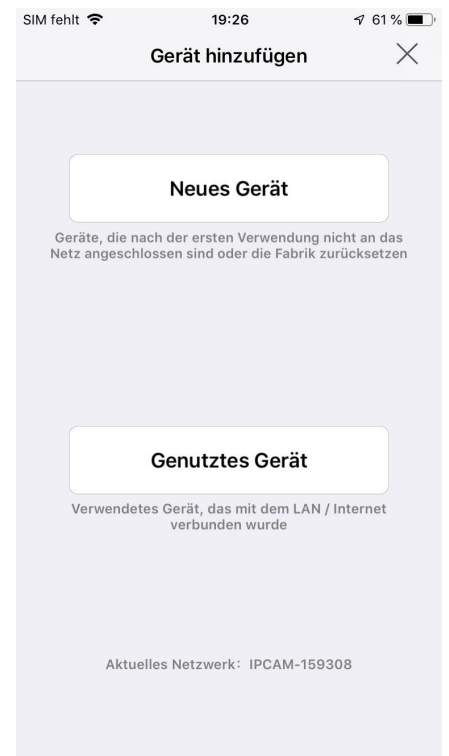 SIM fehlt 19:26 61 %
Gerät hinzufügen
Neues Gerät
Geräte, die nach der ersten Verwendung nicht an das
Netz angeschlossen sind oder die Fabrik zurücksetzen
Genutztes Gerät
Verwendetes Gerät, das mit dem LAN / Internet
verbunden wurde
Aktuelles Netzwerk: IPCAM-159308